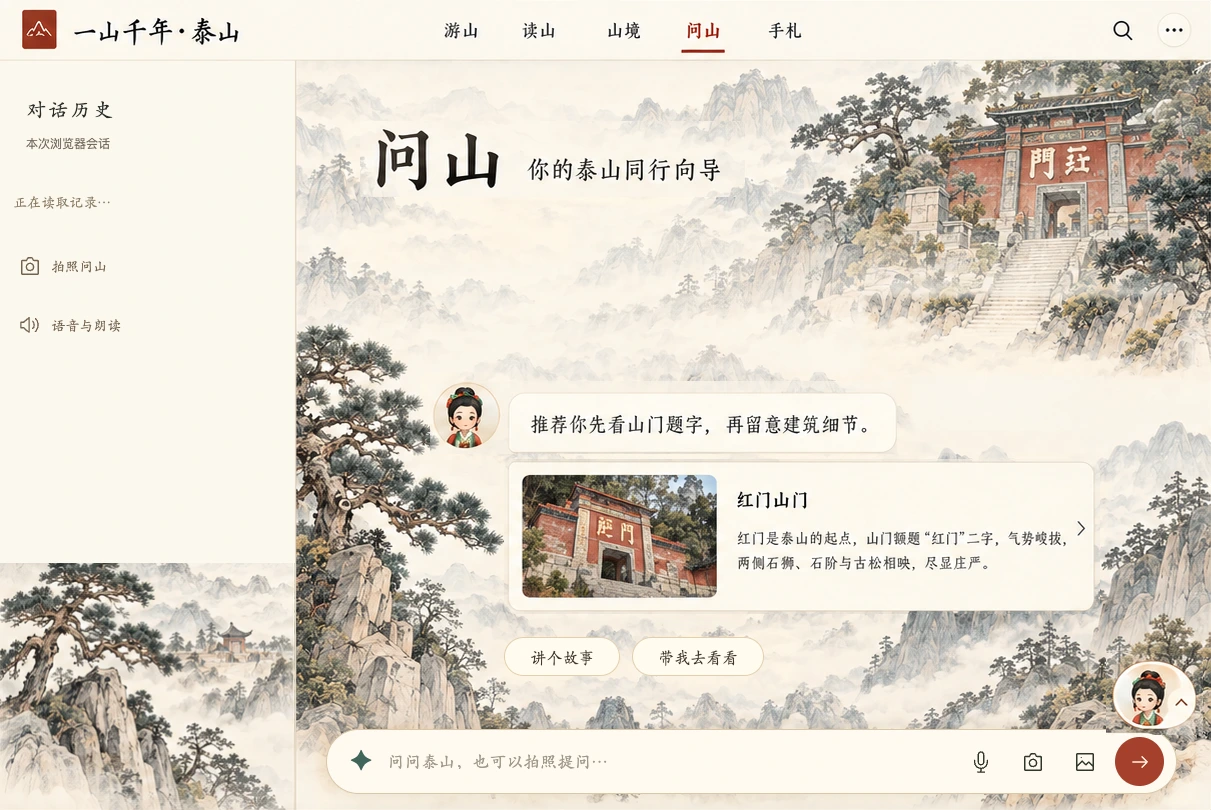 一山千年·泰山
游山
读山
山境
问山
手札
对话历史
本次浏览器会话
正在读取记录…
拍照问山
语音与朗读
问山
你的泰山同行向导
推荐你先看山门题字，再留意建筑细节。
红门山门
红门是泰山的起点，山门额题“红门”二字，气势峻拔，
两侧石狮、石阶与古松相映，尽显庄严。
讲个故事
带我去看看
问问泰山，也可以拍照提问…